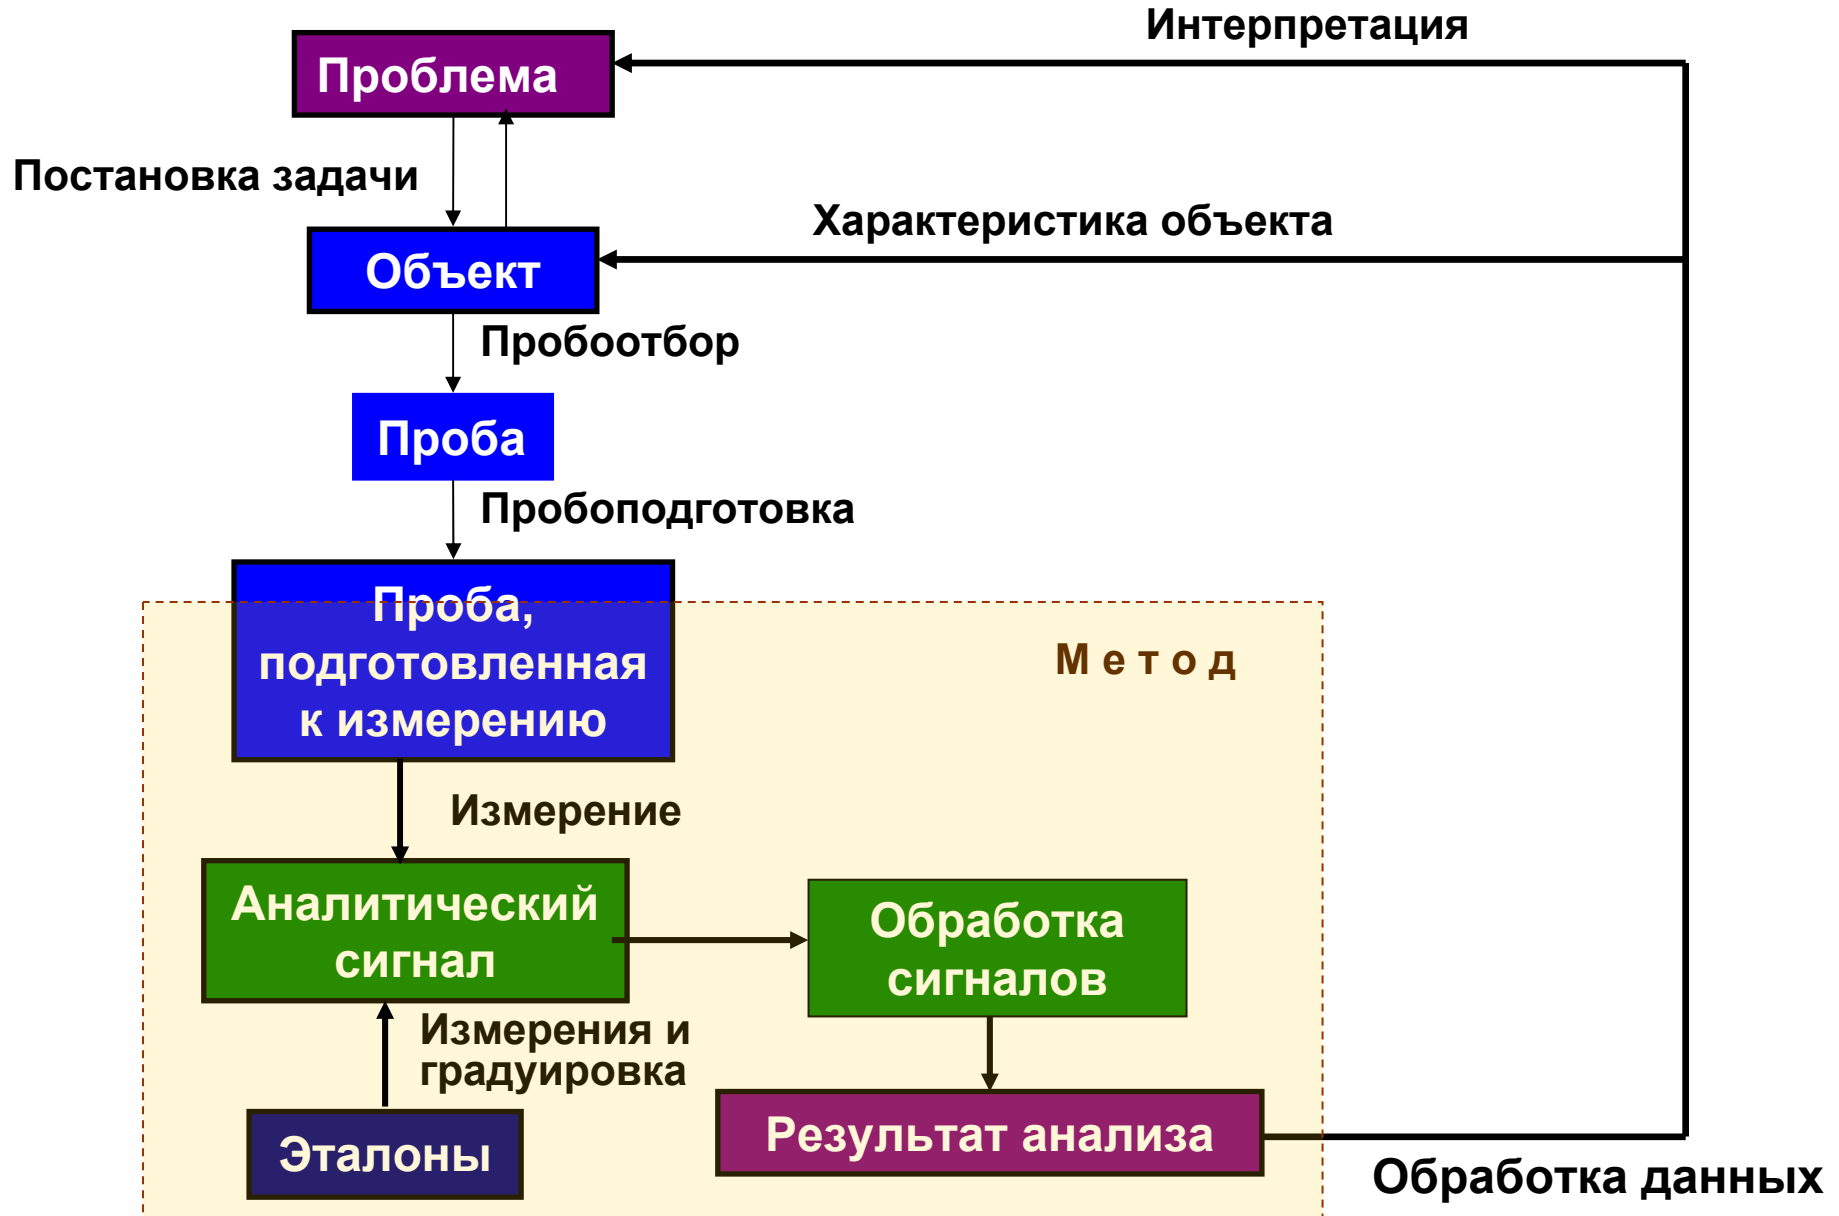 Интерпретация
Проблема
Постановка задачи
Характеристика объекта
Объект
Пробоотбор
Проба
Пробоподготовка
Проба,
подготовленная
к измерению
М е т о д
Измерение
Аналитический
сигнал
Обработка
сигналов
Измерения и
градуировка
Эталоны
Результат анализа
Обработка данных